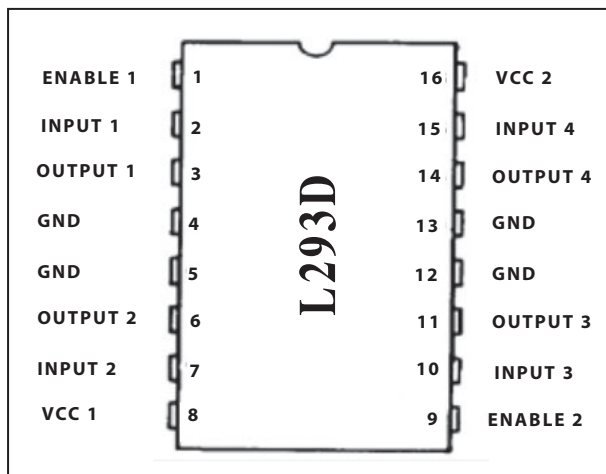 ENABLE 1 1 16 VCC 2
INPUT 1 2 15 INPUT 4
OUTPUT 1 3 14 OUTPUT 4
GND 4 13 GND
GND 5 12 GND
OUTPUT 2 6 11 OUTPUT 3
INPUT 2 7 10 INPUT 3
VCC 1 8 9 ENABLE 2
L293D